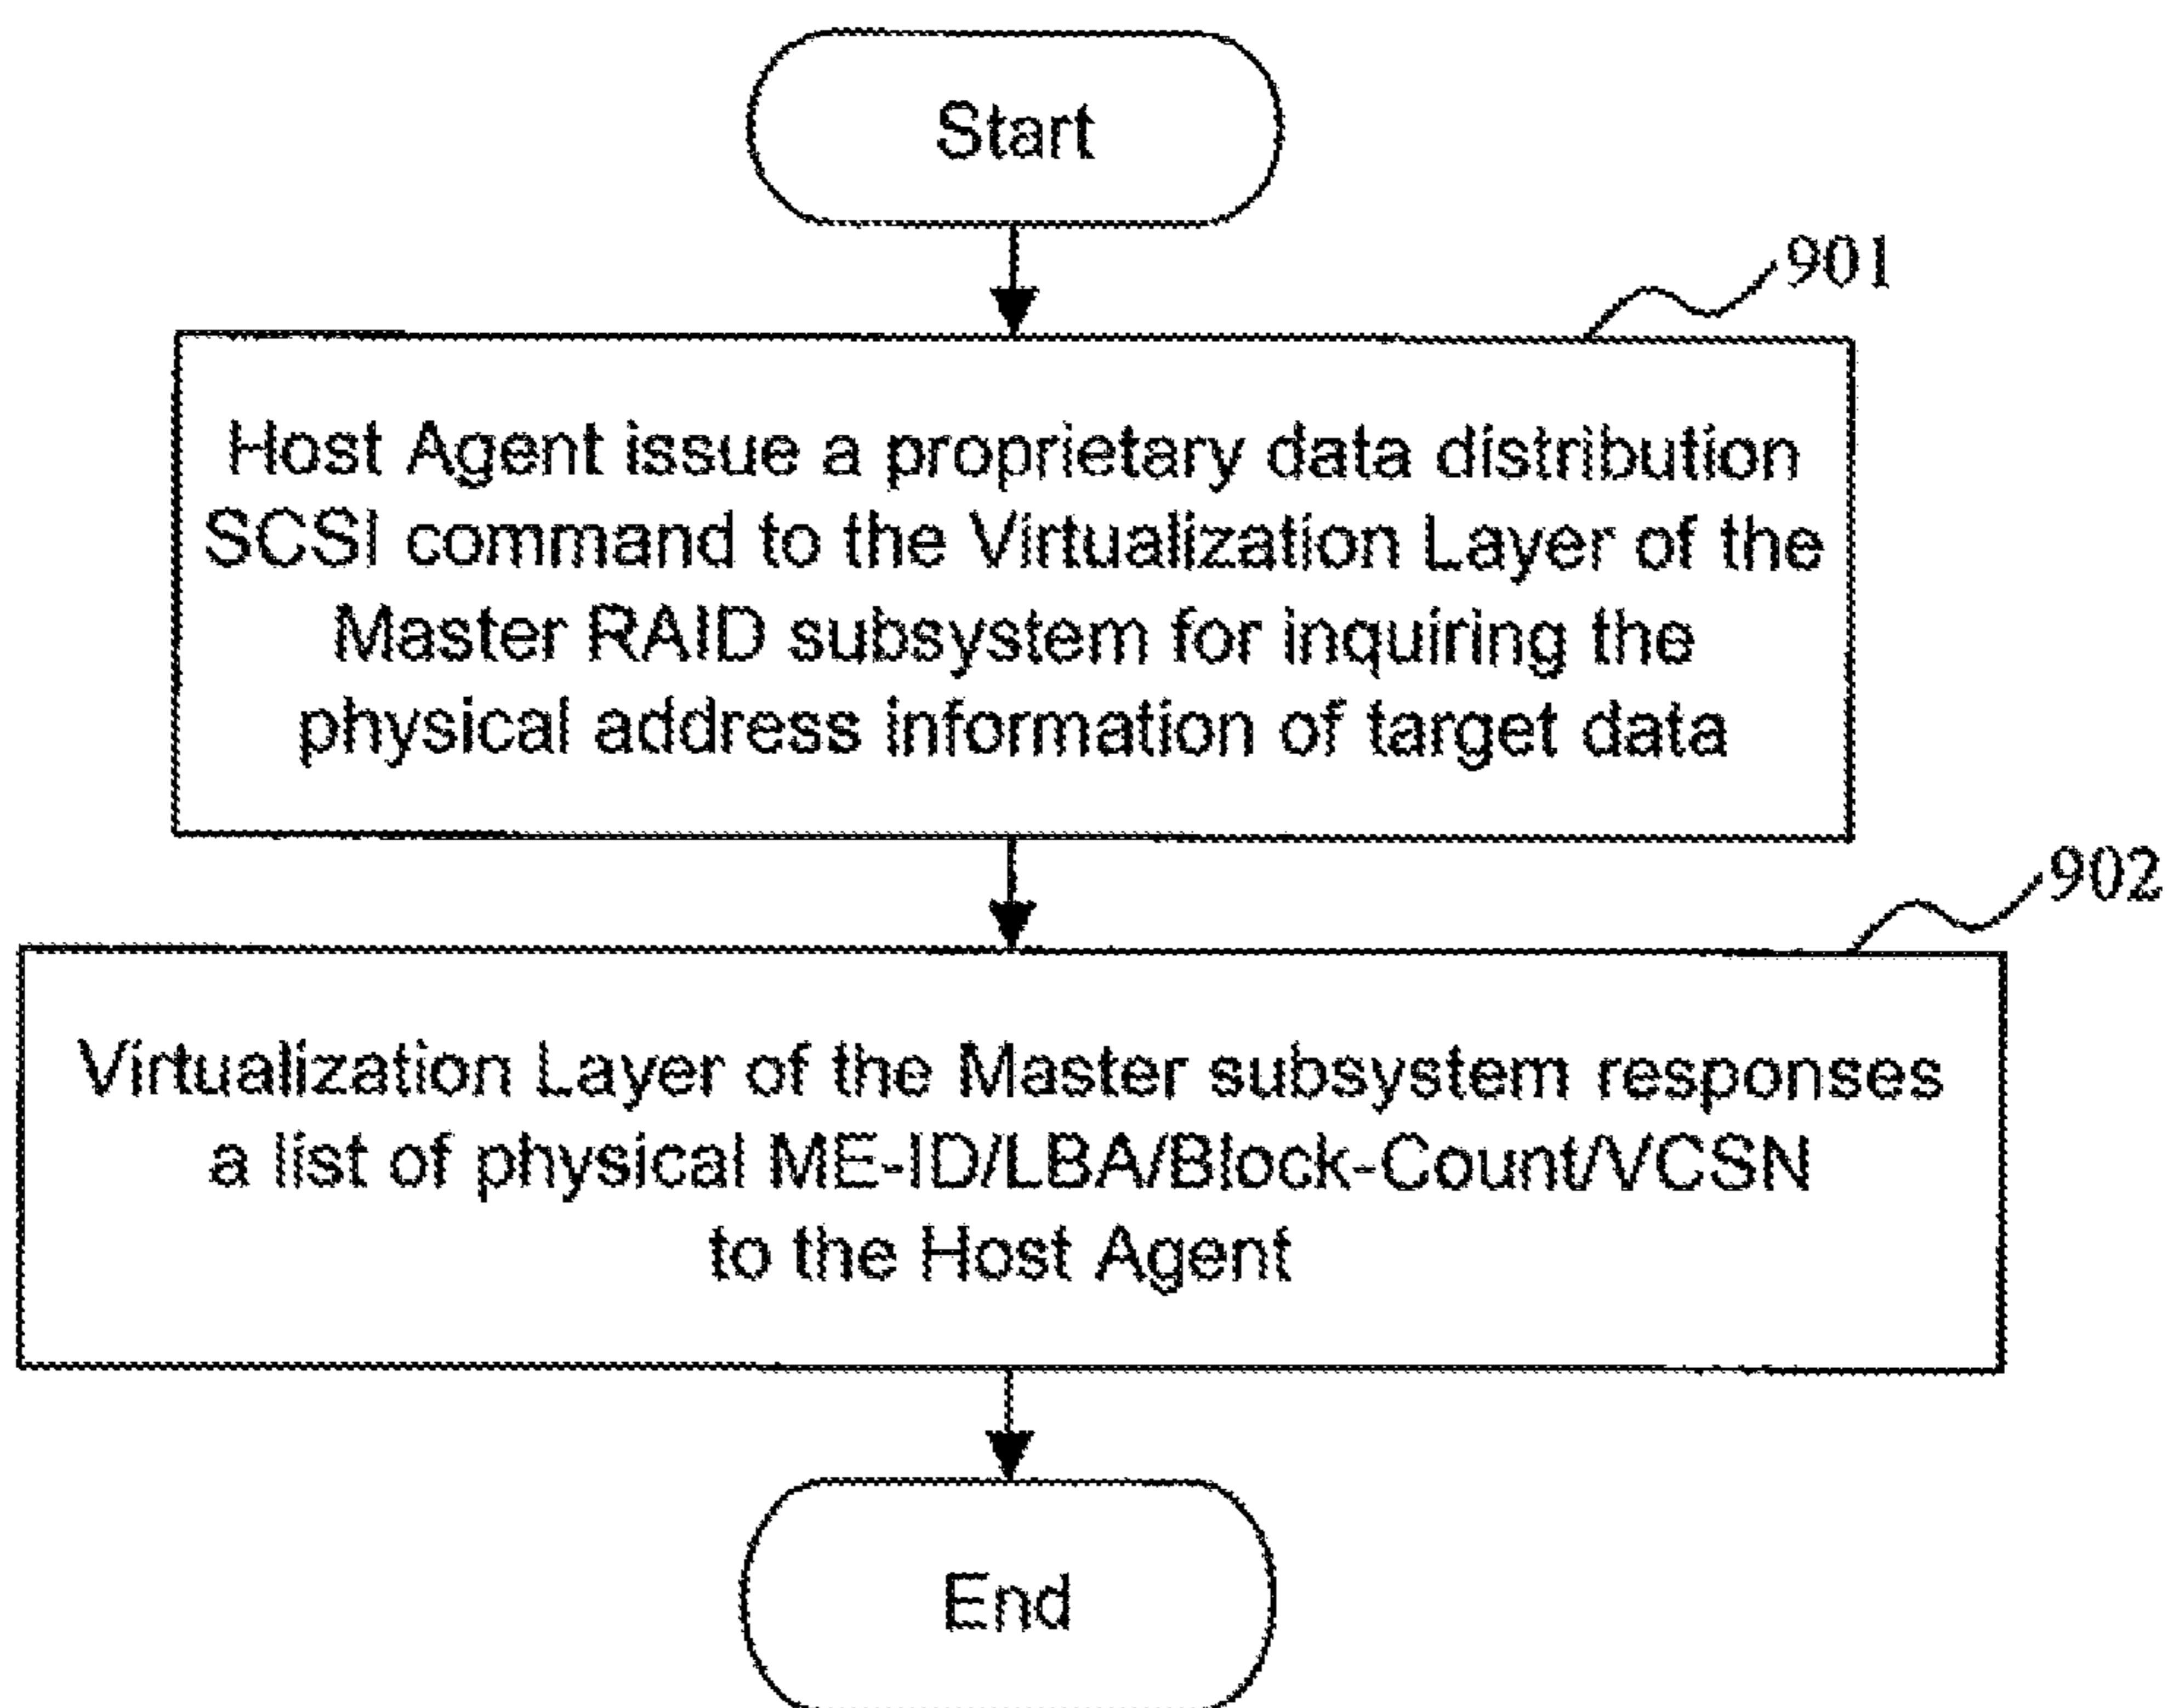 Start
901
Host Agent issue a proprietary data distribution
SCSI command to the Virtualization Layer of the
Master RAID subsystem for inquiring the
physical address information of target data
902
Virtualization Layer of the Master subsystem responses
a list of physical ME-ID/LBA/Block-Count/VCSN
to the Host Agent
End